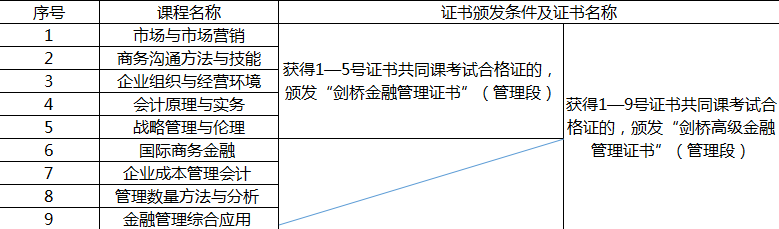 序号 课程名称 证书颁发条件及证书名称
1 市场与市场营销
2 商务沟通方法与技能
3 企业组织与经营环境
4 会计原理与实务
5 战略管理与伦理
6 国际商务金融
7 企业成本管理会计
8 管理数量方法与分析
9 金融管理综合应用
获得1—5号证书共同课考试合格证的，
颁发“剑桥金融管理证书”（管理段）
获得1—9号证书共同课考试合
格证的，颁发“剑桥高级金融
管理证书”（管理段）